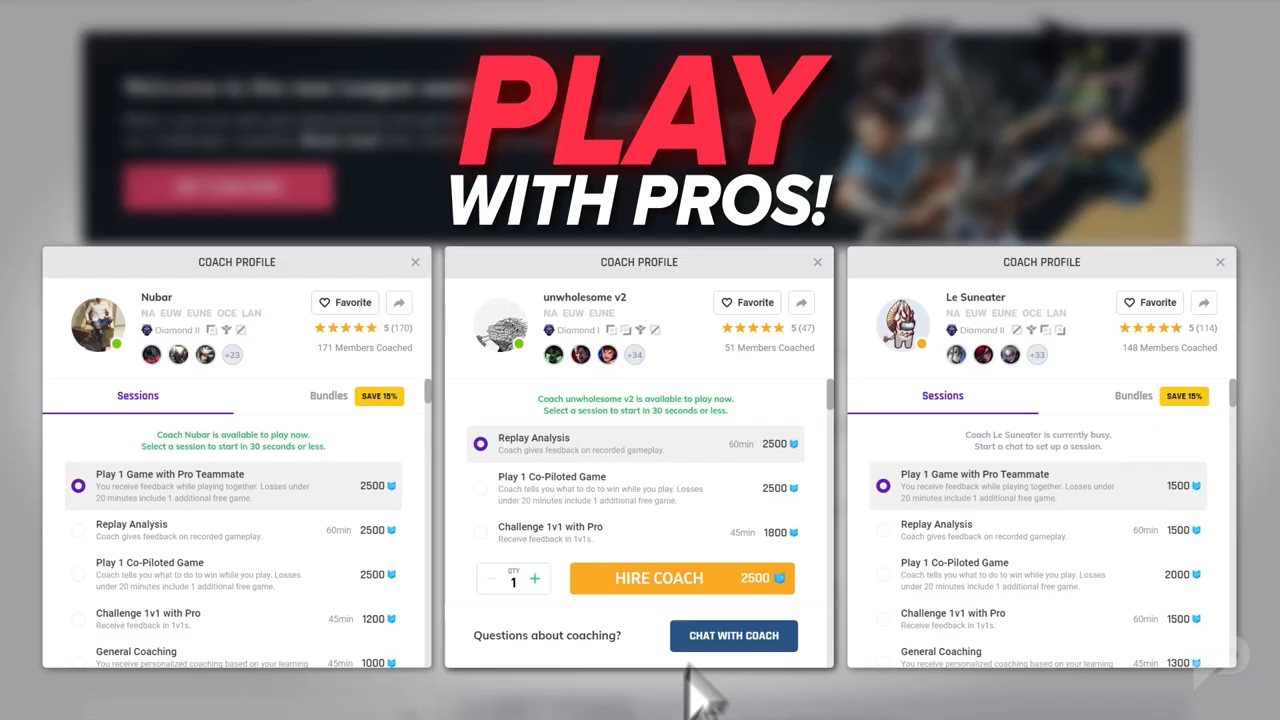 PLAY
WITH PROS!
COACH PROFILE
Nubar
NA EUW EUNE OCE LAN
Diamond II
Favorite
5 (170)
171 Members Coached
+23
Sessions
Bundles
SAVE 15%
Coach Nubar is available to play now.
Select a session to start in 30 seconds or less.
Play 1 Game with Pro Teammate
You receive feedback while playing together. Losses under
20 minutes include 1 additional free game.
2500
Replay Analysis
Coach gives feedback on recorded gameplay.
60min 2500
Play 1 Co-Piloted Game
Coach tells you what to do to win while you play. Losses
under 20 minutes include 1 additional free game.
2500
Challenge 1v1 with Pro
Receive feedback in 1v1s.
45min 1200
General Coaching
You receive personalized coaching based on your learning
45min 1000
COACH PROFILE
unwholesome v2
NA EUW EUNE
Diamond I
Favorite
5 (47)
51 Members Coached
+34
Coach unwholesome v2 is available to play now.
Select a session to start in 30 seconds or less.
Replay Analysis
Coach gives feedback on recorded gameplay.
60min 2500
Play 1 Co-Piloted Game
Coach tells you what to do to win while you play. Losses
under 20 minutes include 1 additional free game.
2500
Challenge 1v1 with Pro
Receive feedback in 1v1s.
45min 1800
QTY
1
HIRE COACH 2500
Questions about coaching?
CHAT WITH COACH
COACH PROFILE
Le Suneater
NA EUW EUNE OCE LAN
Diamond II
Favorite
5 (114)
148 Members Coached
+33
Sessions
Bundles
SAVE 15%
Coach Le Suneater is currently busy.
Start a chat to set up a session.
Play 1 Game with Pro Teammate
You receive feedback while playing together. Losses under
20 minutes include 1 additional free game.
1500
Replay Analysis
Coach gives feedback on recorded gameplay.
60min 1500
Play 1 Co-Piloted Game
Coach tells you what to do to win while you play. Losses
under 20 minutes include 1 additional free game.
2000
Challenge 1v1 with Pro
Receive feedback in 1v1s.
60min 1500
General Coaching
You receive personalized coaching based on your learning
45min 1300